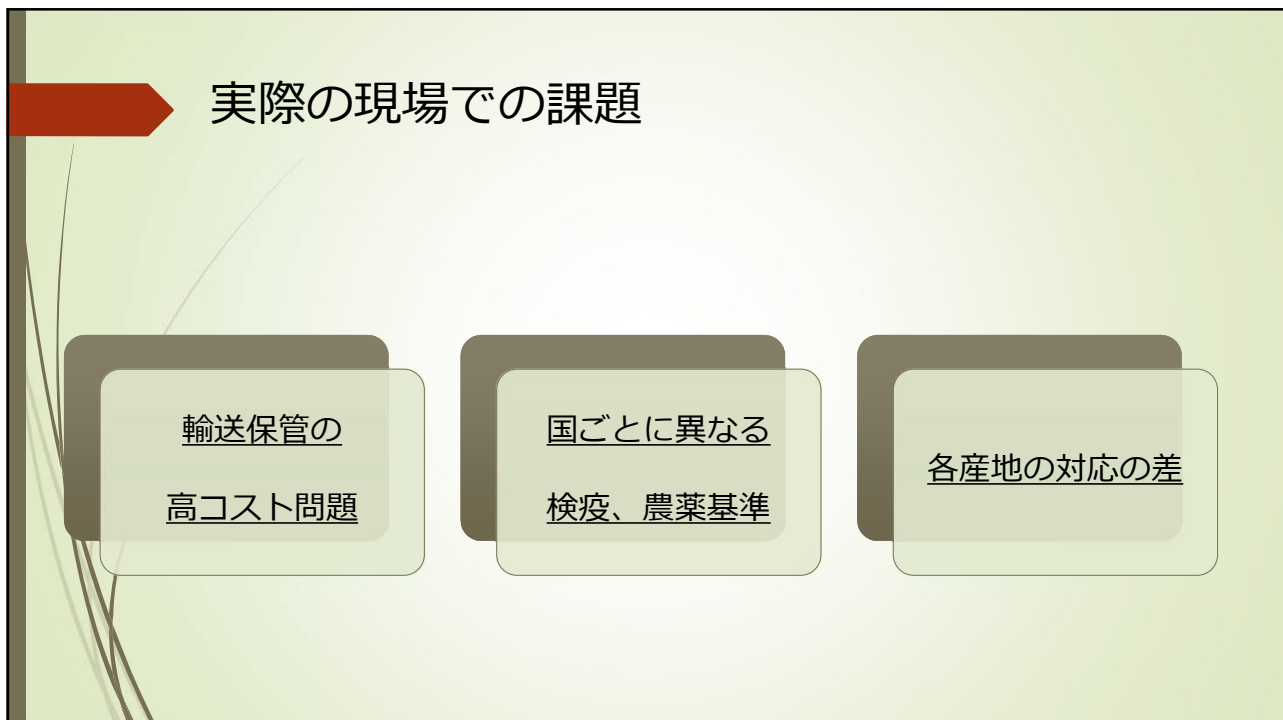 実際の現場での課題
輸送保管の
高コスト問題
国ごとに異なる
検疫、農薬基準
各産地の対応の差